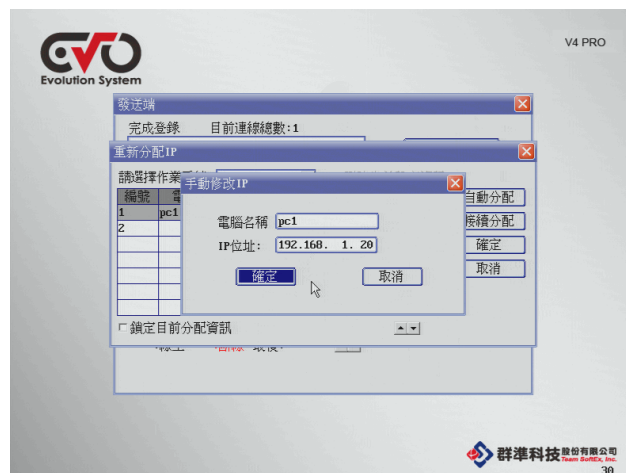 EVO
Evolution System
V4 PRO
發送端
完成登錄 目前連線總數:1
重新分配IP
請選擇作業
手動修改IP
自動分配
編號
接續分配
1 pc1
電腦名稱 pc1
2
IP位址: 192.168. 1. 20
確定
確定 取消
取消
鎖定目前分配資訊
群準科技股份有限公司
Team SoftEx, Inc.
30